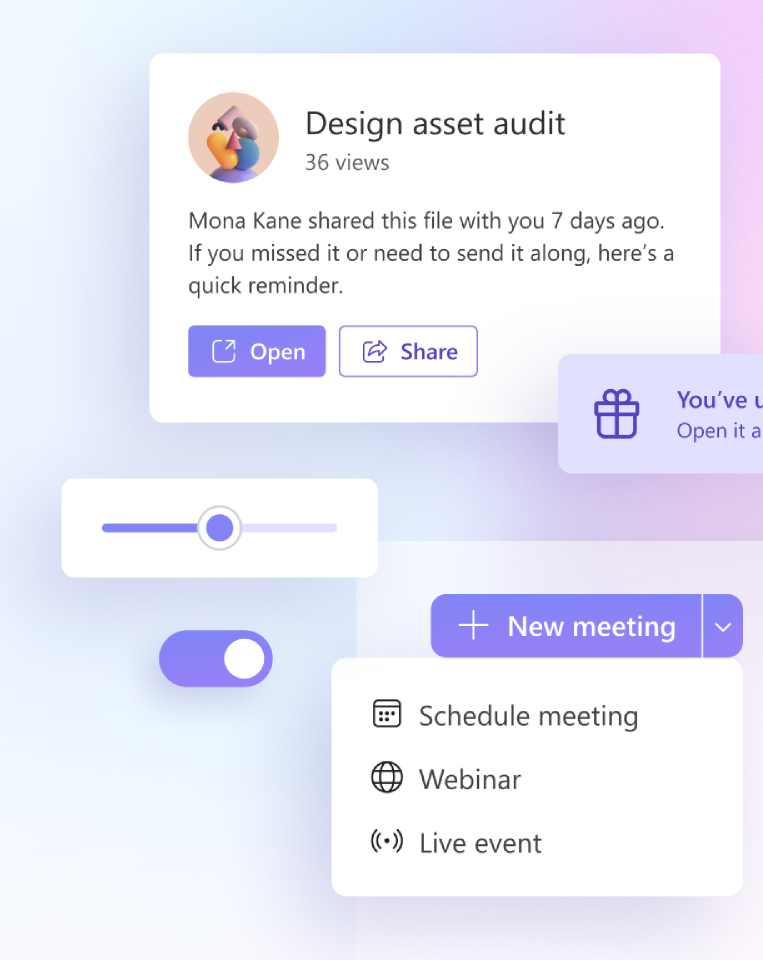 Design asset audit
36 views
Mona Kane shared this file with you 7 days ago.
If you missed it or need to send it along, here’s a
quick reminder.
Open
Share
You’ve
Open it
New meeting
Schedule meeting
Webinar
Live event